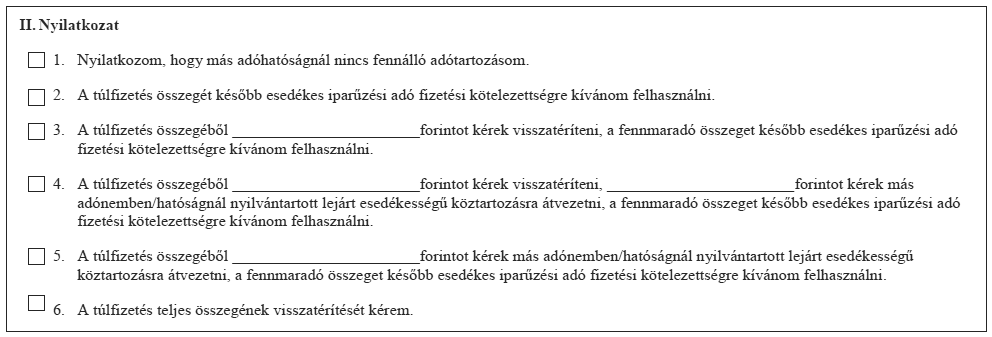 II. Nyilatkozat
1. Nyilatkozom, hogy más adóhatóságnál nincs fennálló adótartozásom.
2. A túlfizetés összegét később esedékes iparűzési adó fizetési kötelezettségre kívánom felhasználni.
3. A túlfizetés összegéből ________________________forintot kérek visszatéríteni, a fennmaradó összeget később esedékes iparűzési adó
fizetési kötelezettségre kívánom felhasználni.
4. A túlfizetés összegéből ________________________forintot kérek visszatéríteni, ________________________forintot kérek más
adónemben/hatóságnál nyilvántartott lejárt esedékességű köztartozásra átvezetni, a fennmaradó összeget később esedékes iparűzési adó
fizetési kötelezettségre kívánom felhasználni.
5. A túlfizetés összegéből ________________________forintot kérek más adónemben/hatóságnál nyilvántartott lejárt esedékességű
köztartozásra átvezetni, a fennmaradó összeget később esedékes iparűzési adó fizetési kötelezettségre kívánom felhasználni.
6. A túlfizetés teljes összegének visszatérítését kérem.